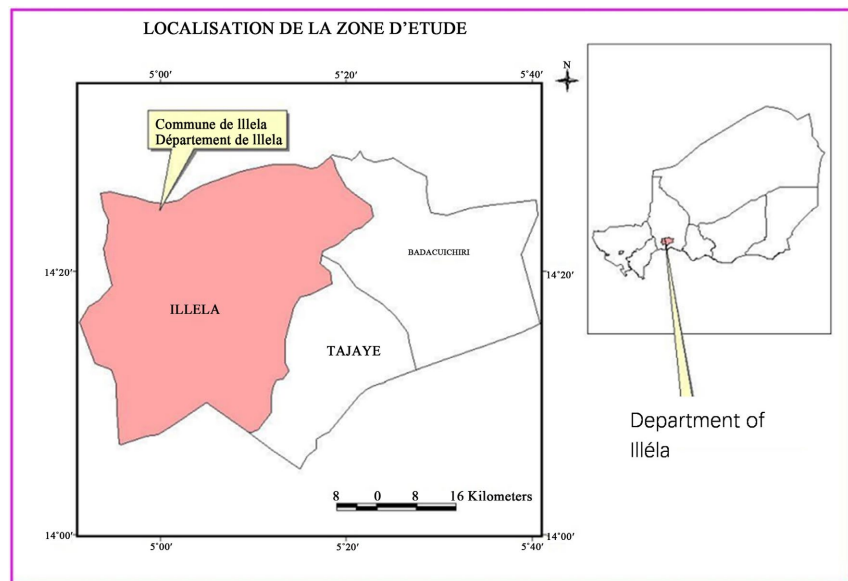 LOCALISATION DE LA ZONE D'ETUDE
5°00' 5°20' 5°40'
N
Commune de Illela
Département de Illela
BADACUICHIRI
14°20' 14°20'
ILLELA
TAJAYE
Department of
Illéla
8 0 8 16 Kilometers
14°00' 14°00'
5°00' 5°20' 5°40'